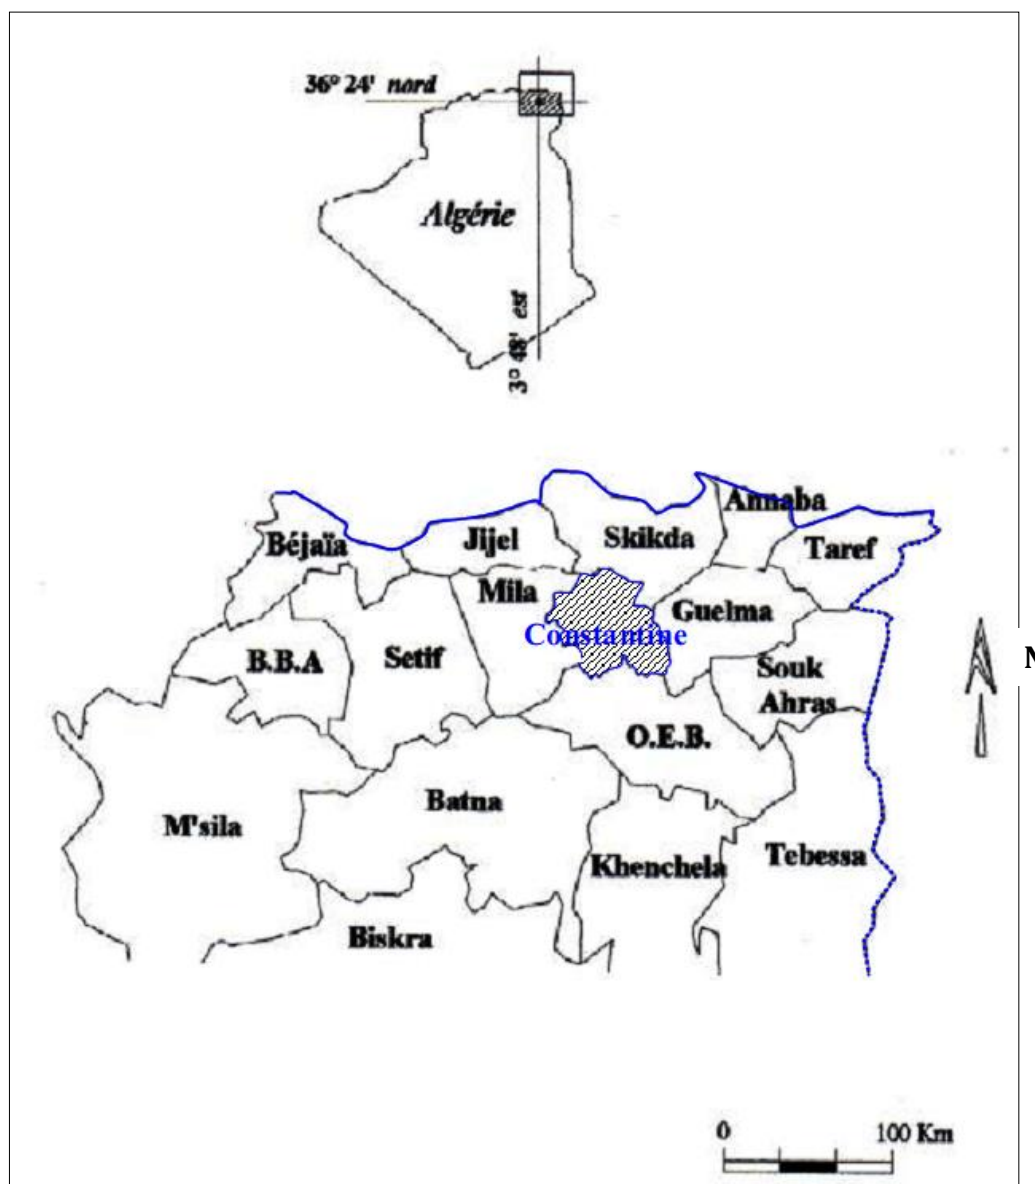 36° 24' nord
Algérie
3° 48' est
Annaba
Béjaïa
Jijel
Skikda
Taref
Mila
Guelma
Constantine
B.B.A
Setif
Souk
Ahras
N
O.E.B.
Batna
M'sila
Khenchela
Tebessa
Biskra
0 100 Km